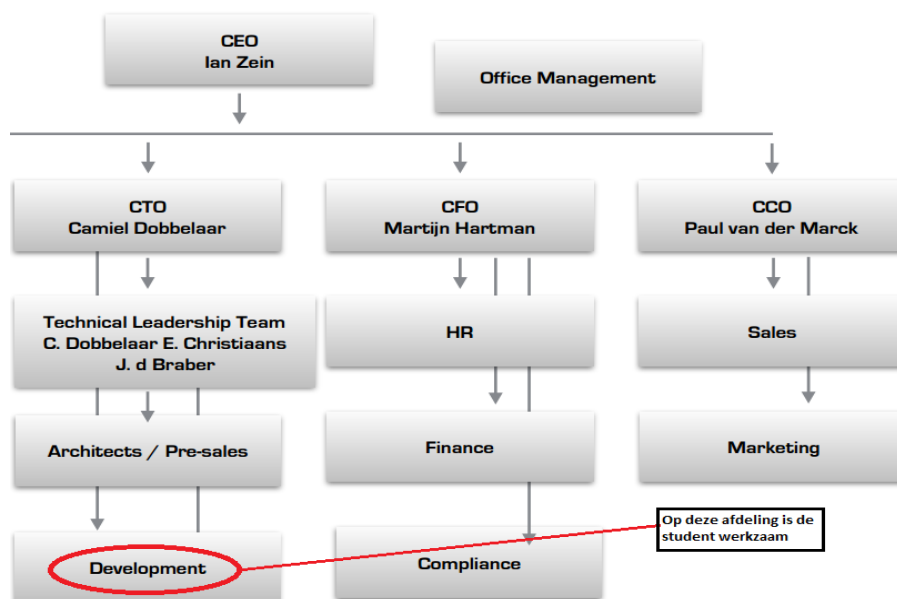 CEO
Ian Zein
Office Management
CTO
Camiel Dobbelaar
CFO
Martijn Hartman
CCO
Paul van der Marck
Technical Leadership Team
C. Dobbelaar E. Christiaans
J. d Braber
HR
Sales
Architects / Pre-sales
Finance
Marketing
Op deze afdeling is de
student werkzaam
Development
Compliance